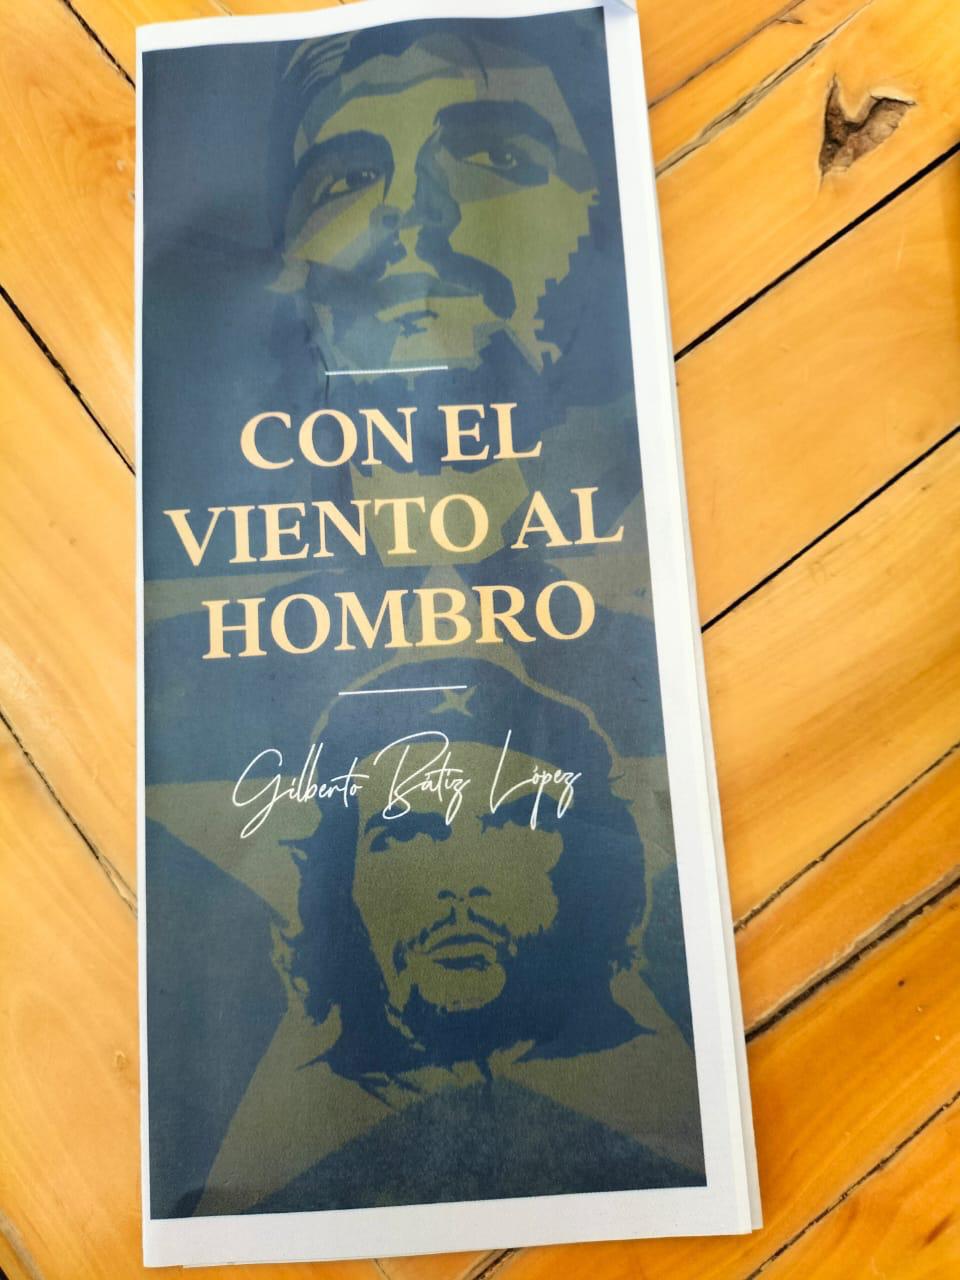 CON EL
VIENTO AL
HOMBRO
Gilberto Bátiz López